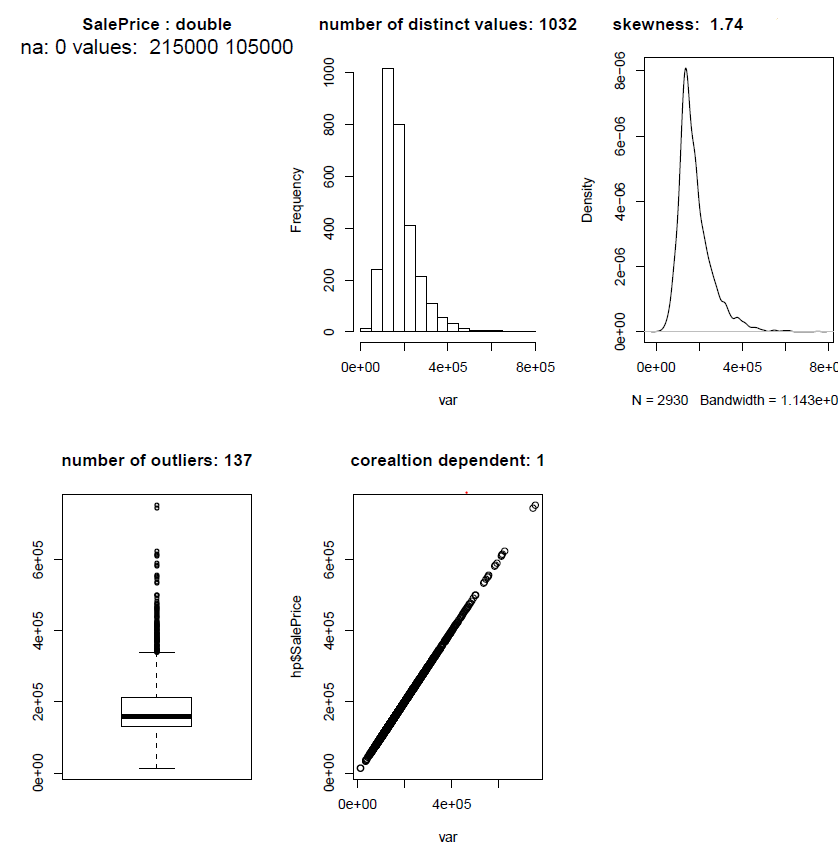 SalePrice : double
na: 0 values:  215000 105000
number of distinct values: 1032
Frequency
1000
800
600
400
200
0
0e+00
4e+05
8e+05
var
skewness:  1.74
Density
8e−06
6e−06
4e−06
2e−06
0e+00
0e+00
4e+05
8e+0
N = 2930   Bandwidth = 1.143e+0
number of outliers: 137
6e+05
4e+05
2e+05
0e+00
corealtion dependent: 1
hp$SalePrice
6e+05
4e+05
2e+05
0e+00
0e+00
4e+05
var